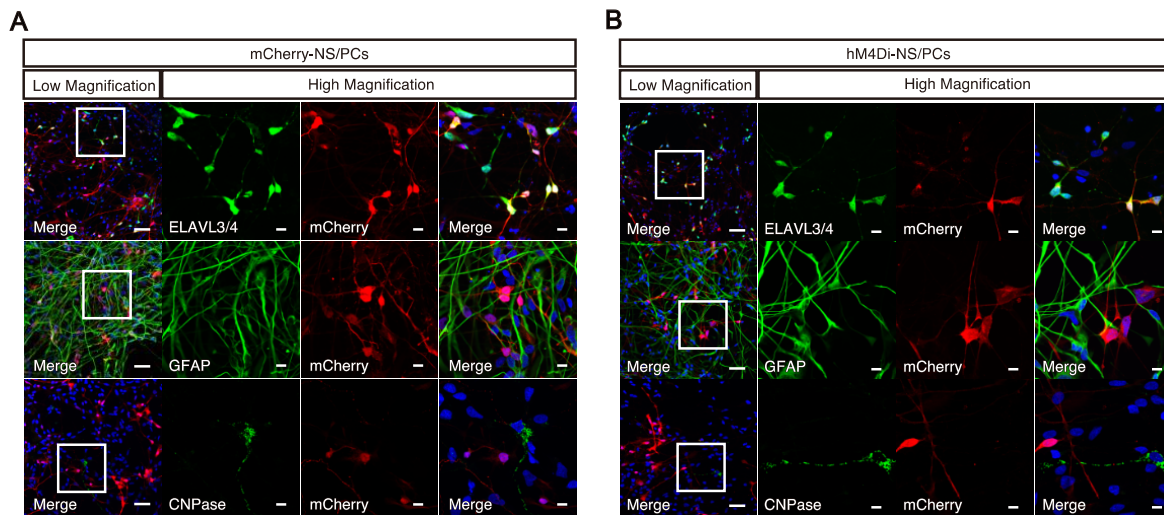 A
mCherry-NS/PCs
Low Magnification High Magnification
Merge ELAVL3/4 mCherry Merge
Merge GFAP mCherry Merge
Merge CNPase mCherry Merge
B
hM4Di-NS/PCs
Low Magnification High Magnification
Merge ELAVL3/4 mCherry Merge
Merge GFAP mCherry Merge
Merge CNPase mCherry Merge